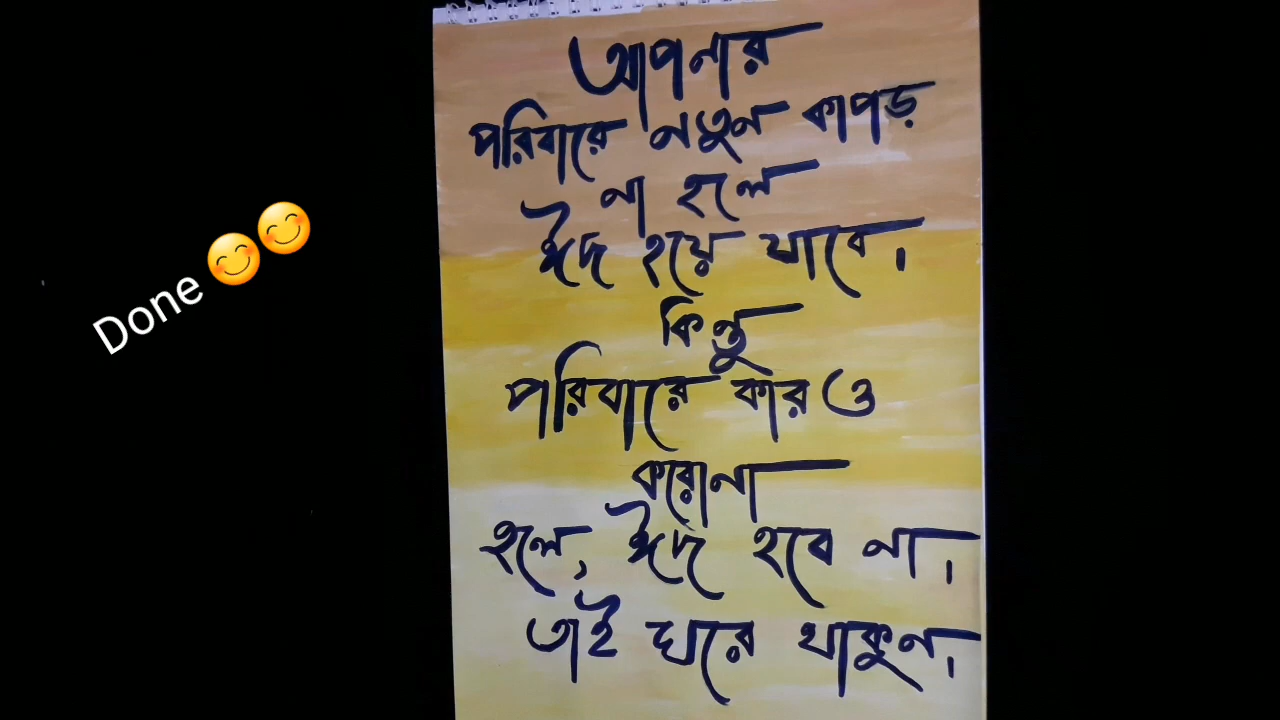 আপনার
পরিবারে নতুন কাপড়
না হলে
ঈদ হয়ে যাবে।
কিন্তু
পরিবারে কারও
করোনা
হলে, ঈদ হবে না।
তাই ঘরে থাকুন।
Done 😊😊